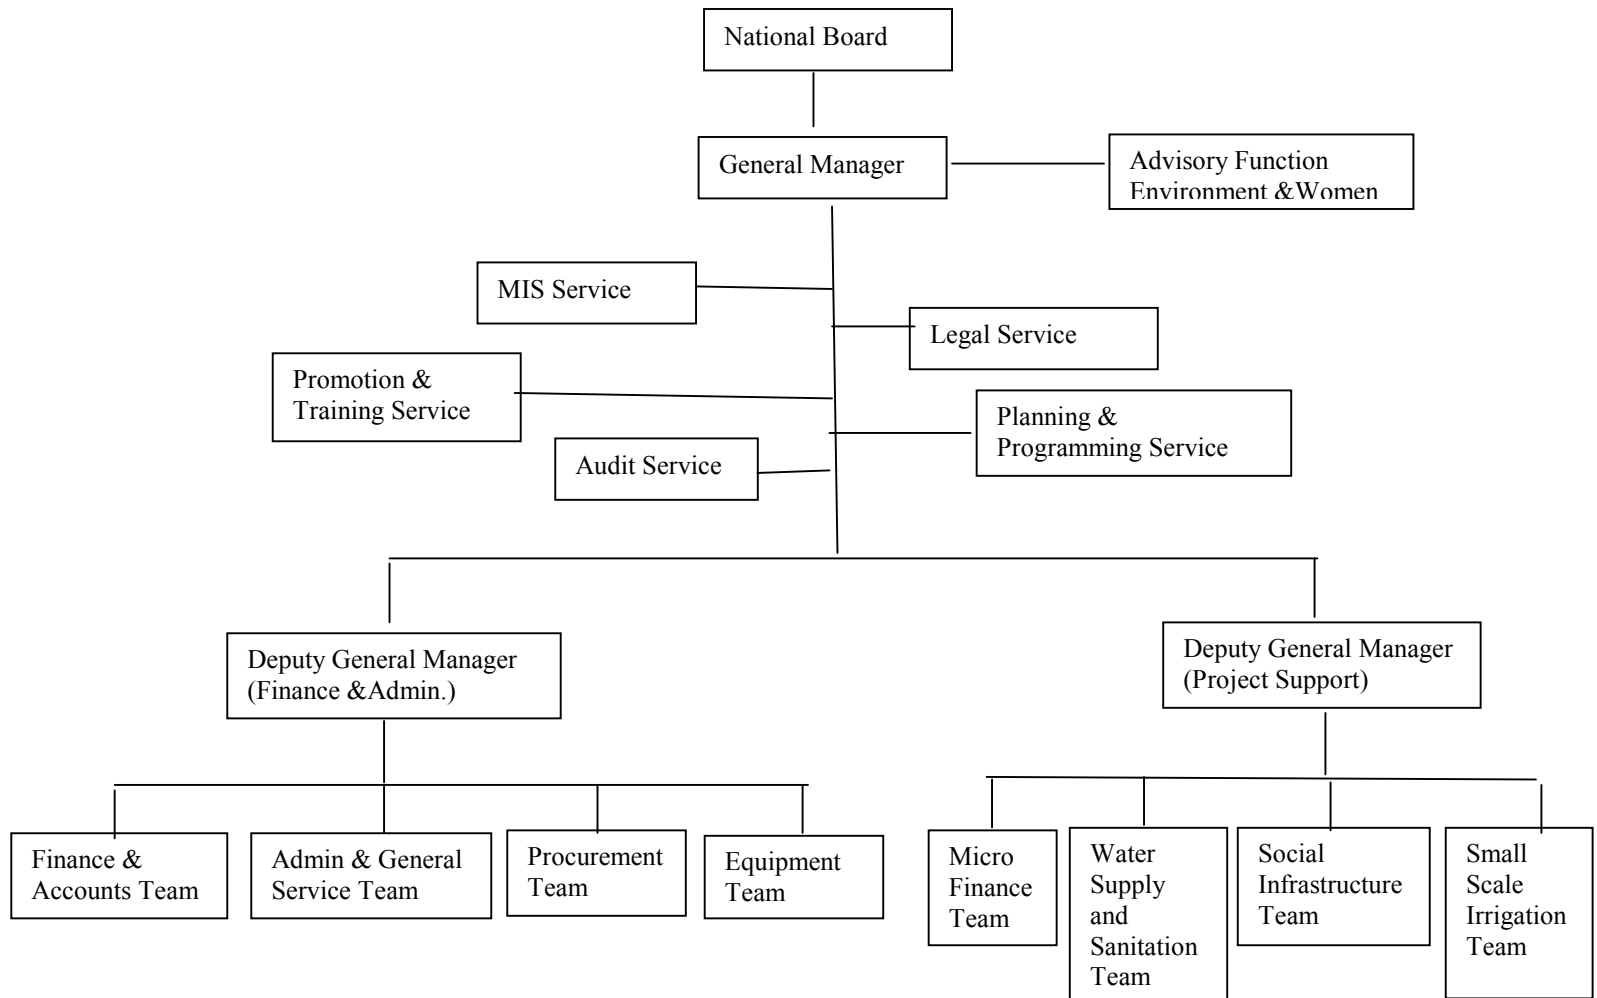 National Board
General Manager
Advisory Function
Environment &Women
MIS Service
Legal Service
Promotion &
Training Service
Planning &
Programming Service
Audit Service
Deputy General Manager
(Finance &Admin.)
Deputy General Manager
(Project Support)
Finance &
Accounts Team
Admin & General
Service Team
Procurement
Team
Equipment
Team
Micro
Finance
Team
Water
Supply
and
Sanitation
Team
Social
Infrastructure
Team
Small
Scale
Irrigation
Team